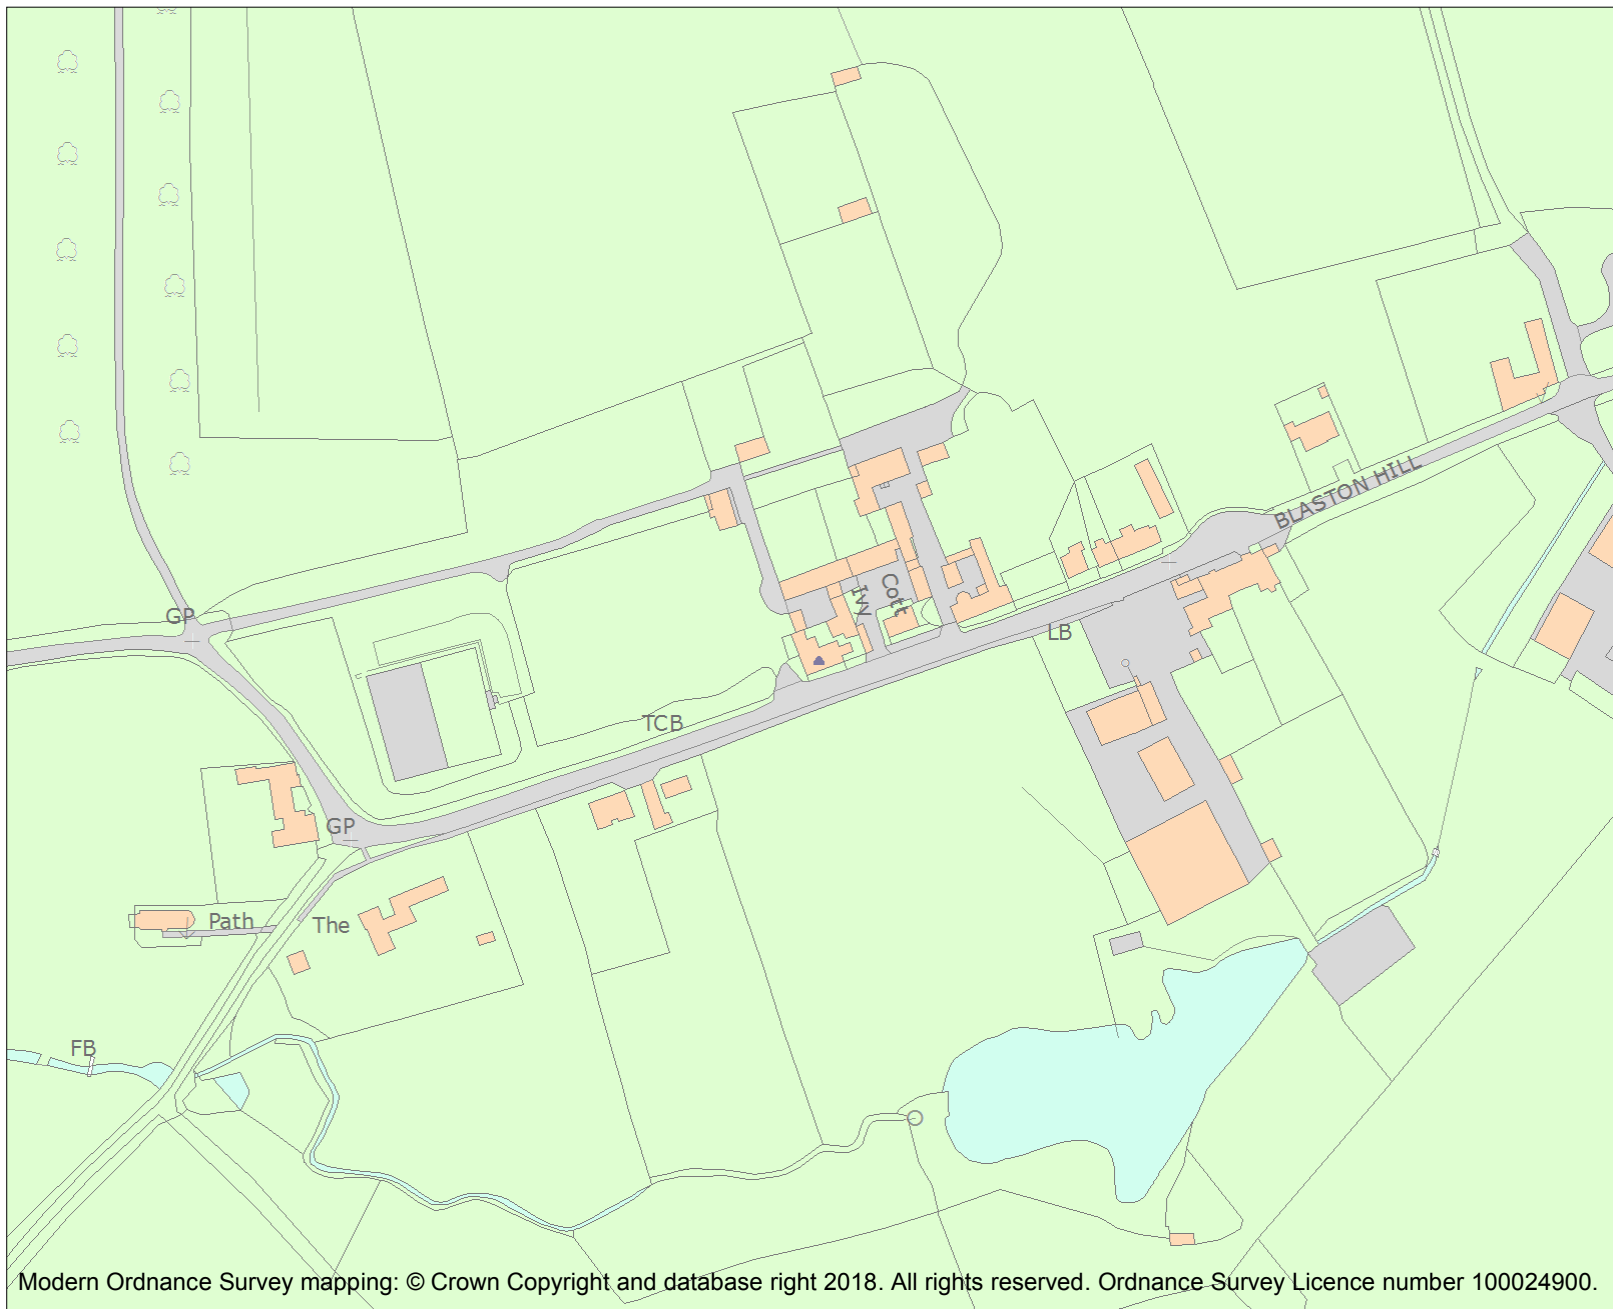 BLASTON HILL
Cott
Ivy
GP
LB
TCB
GP
Path
The
FB
Modern Ordnance Survey mapping: © Crown Copyright and database right 2018. All rights reserved. Ordnance Survey Licence number 100024900.